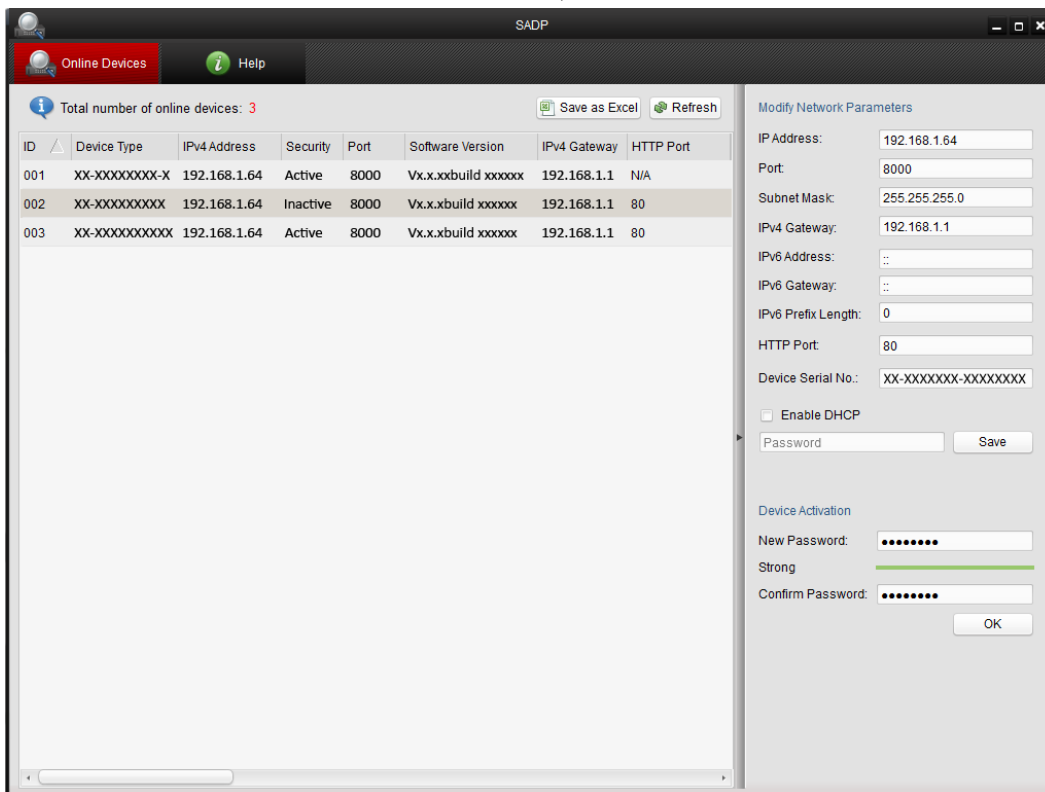 SADP
Online Devices
Help
Total number of online devices: 3
Save as Excel
Refresh
ID Device Type IPv4 Address Security Port Software Version IPv4 Gateway HTTP Port
001 XX-XXXXXXXX-X 192.168.1.64 Active 8000 Vx.x.xxbuild xxxxxx 192.168.1.1 N/A
002 XX-XXXXXXXXX 192.168.1.64 Inactive 8000 Vx.x.xbuild xxxxxx 192.168.1.1 80
003 XX-XXXXXXXXXX 192.168.1.64 Active 8000 Vx.x.xbuild xxxxxx 192.168.1.1 80
Modify Network Parameters
IP Address: 192.168.1.64
Port: 8000
Subnet Mask: 255.255.255.0
IPv4 Gateway: 192.168.1.1
IPv6 Address: ::
IPv6 Gateway: ::
IPv6 Prefix Length: 0
HTTP Port: 80
Device Serial No.: XX-XXXXXXX-XXXXXXXX
Enable DHCP
Password
Save
Device Activation
New Password: ●●●●●●●●
Strong
Confirm Password: ●●●●●●●●
OK